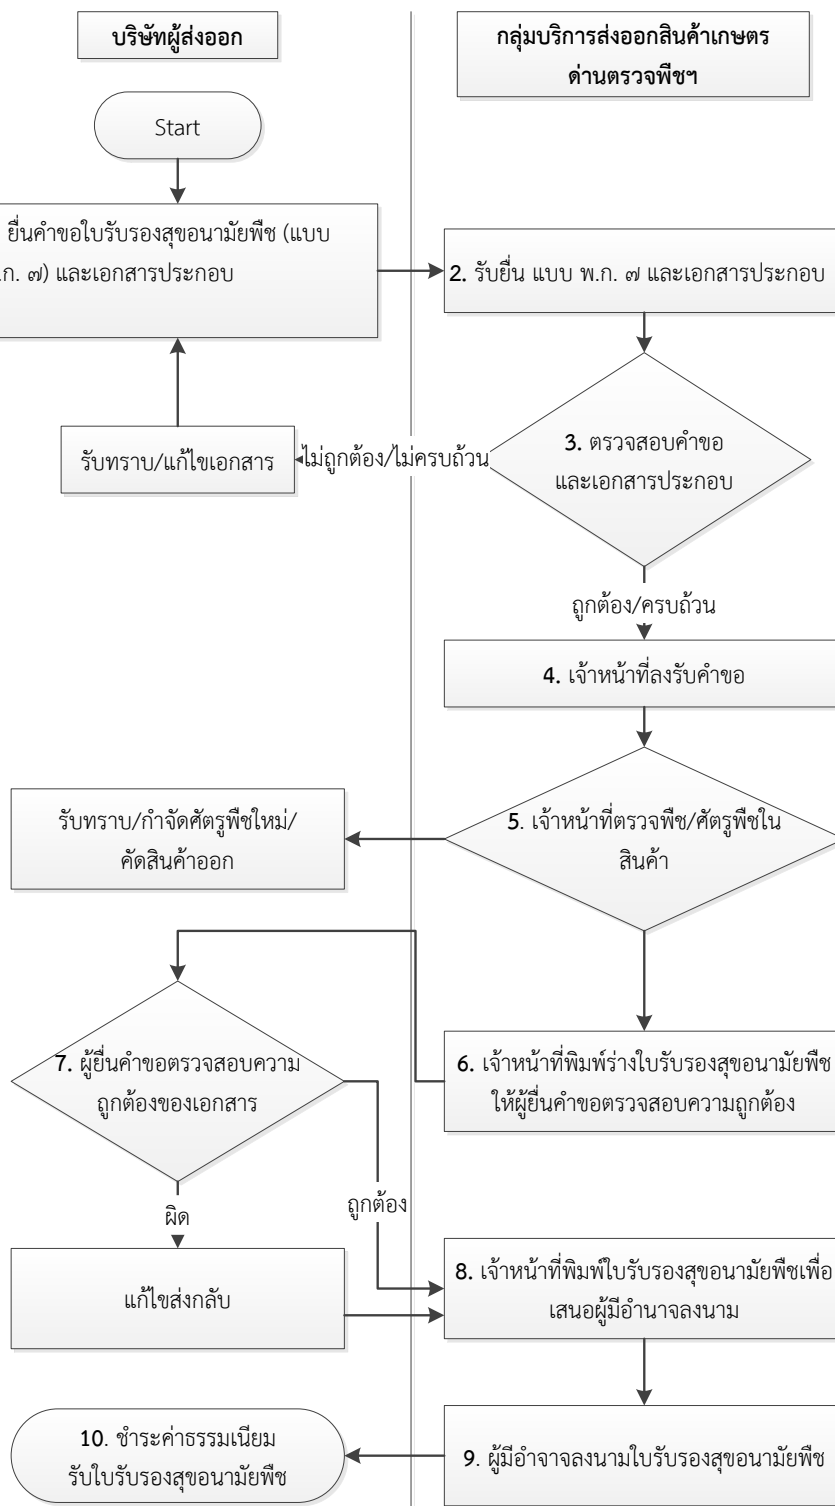 บริษัทผู้ส่งออก
กลุ่มบริการส่งออกสินค้าเกษตร
ด่านตรวจพืชฯ
Start
ยื่นคำขอใบรับรองสุขอนามัยพืช (แบบ
.ก. ๗) และเอกสารประกอบ
2. รับยื่น แบบ พ.ก. ๗ และเอกสารประกอบ
3. ตรวจสอบคำขอ
และเอกสารประกอบ
ไม่ถูกต้อง/ไม่ครบถ้วน
รับทราบ/แก้ไขเอกสาร
ถูกต้อง/ครบถ้วน
4. เจ้าหน้าที่ลงรับคำขอ
5. เจ้าหน้าที่ตรวจพืช/ศัตรูพืชใน
สินค้า
รับทราบ/กำจัดศัตรูพืชใหม่/
คัดสินค้าออก
6. เจ้าหน้าที่พิมพ์ร่างใบรับรองสุขอนามัยพืช
ให้ผู้ยื่นคำขอตรวจสอบความถูกต้อง
7. ผู้ยื่นคำขอตรวจสอบความ
ถูกต้องของเอกสาร
ผิด
ถูกต้อง
แก้ไขส่งกลับ
8. เจ้าหน้าที่พิมพ์ใบรับรองสุขอนามัยพืชเพื่อ
เสนอผู้มีอำนาจลงนาม
9. ผู้มีอำจาจลงนามใบรับรองสุขอนามัยพืช
10. ชำระค่าธรรมเนียม
รับใบรับรองสุขอนามัยพืช